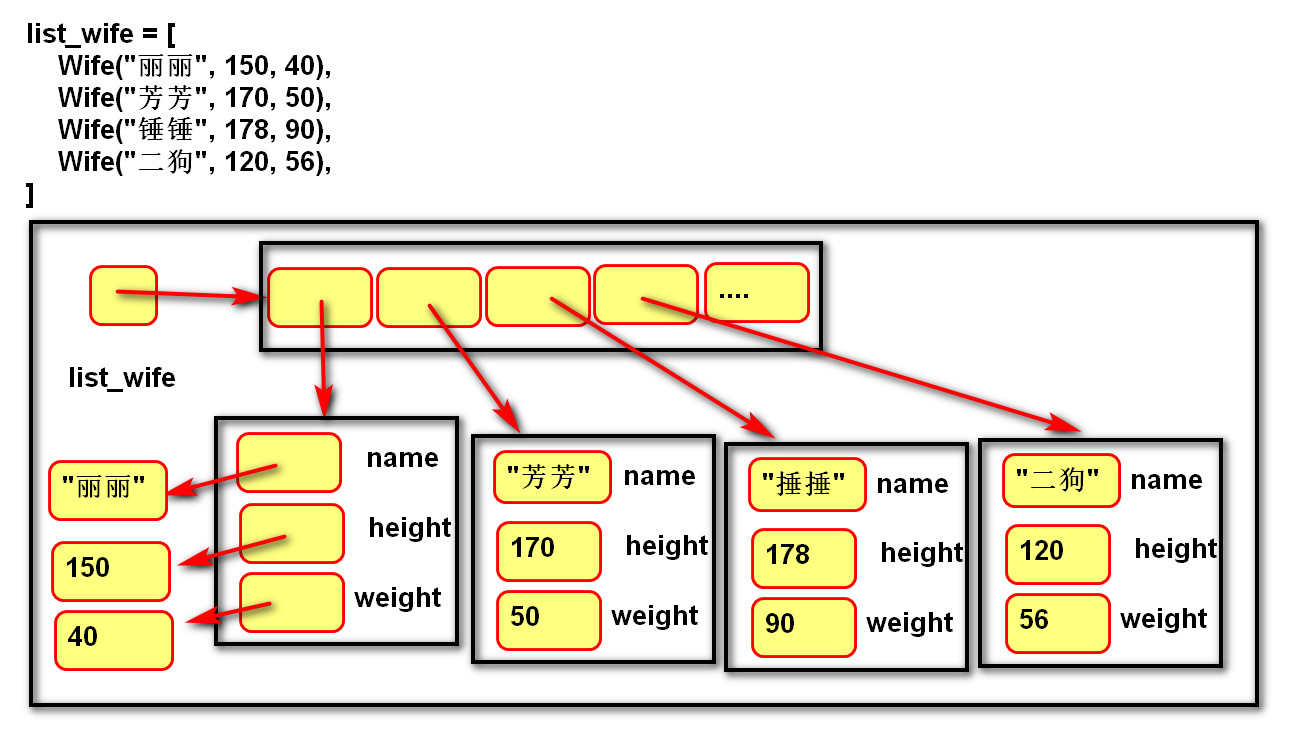 list_wife = [
Wife("丽丽", 150, 40),
Wife("芳芳", 170, 50),
Wife("锤锤", 178, 90),
Wife("二狗", 120, 56),
]
....
list_wife
"丽丽"
150
40
name
height
weight
"芳芳" name
170 height
50 weight
"捶捶" name
178 height
90 weight
"二狗" name
120 height
56 weight